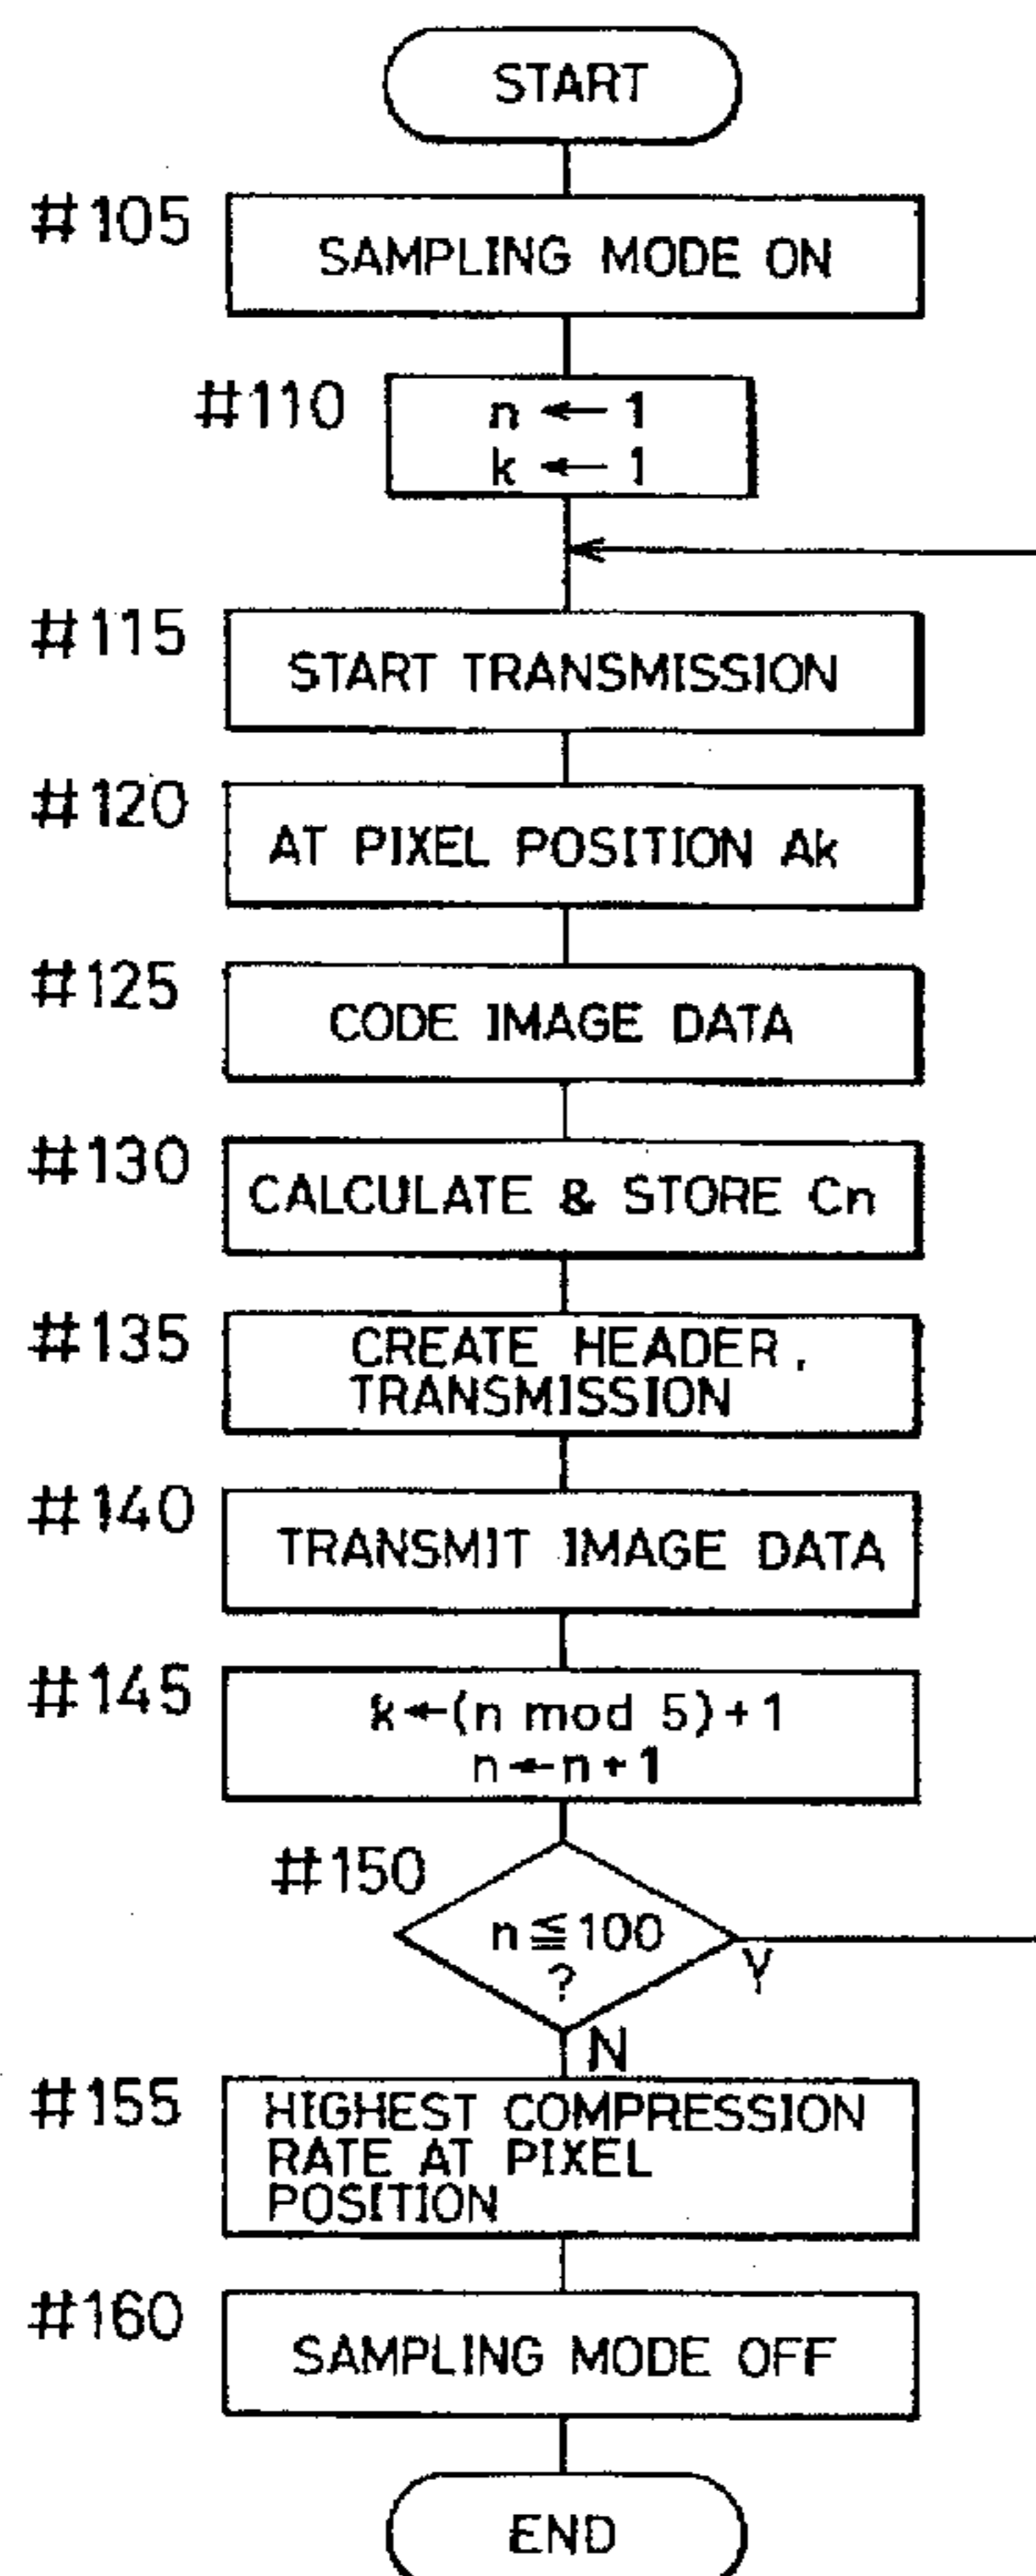 START
#105
SAMPLING MODE ON
#110
n ← 1
k ← 1
#115
START TRANSMISSION
#120
AT PIXEL POSITION Ak
#125
CODE IMAGE DATA
#130
CALCULATE & STORE Cn
#135
CREATE HEADER,
TRANSMISSION
#140
TRANSMIT IMAGE DATA
#145
k←(n mod 5)+1
n←n+1
#150
n≦100
?
Y
N
#155
HIGHEST COMPRESSION
RATE AT PIXEL
POSITION
#160
SAMPLING MODE OFF
END